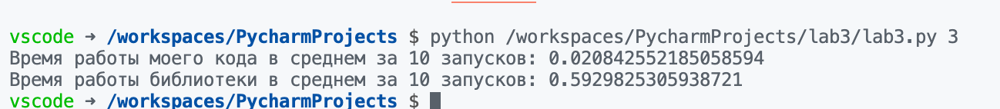 vscode → /workspaces/PycharmProjects $ python /workspaces/PycharmProjects/lab3/lab3.py 3
Время работы моего кода в среднем за 10 запусков: 0.020842552185058594
Время работы библиотеки в среднем за 10 запусков: 0.5929825305938721
vscode → /workspaces/PycharmProjects $